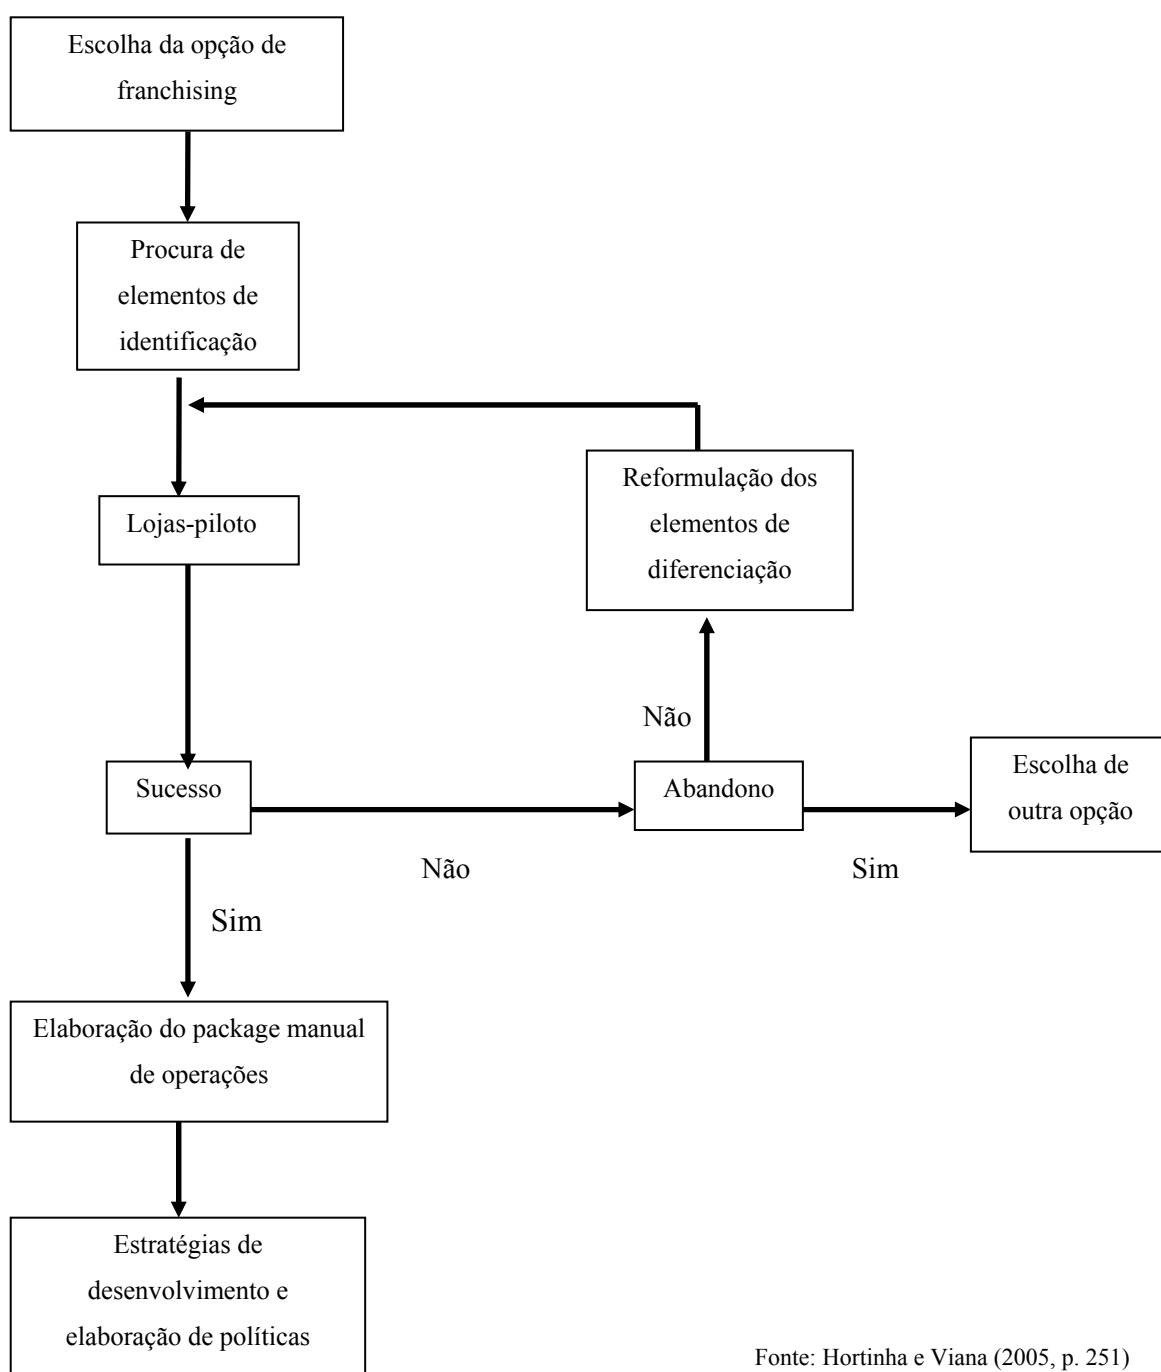 Escolha da opção de
franchising
Procura de
elementos de
identificação
Reformulação dos
elementos de
diferenciação
Lojas-piloto
Não
Sucesso
Abandono
Escolha de
outra opção
Não
Sim
Sim
Elaboração do package manual
de operações
Estratégias de
desenvolvimento e
elaboração de políticas
Fonte: Hortinha e Viana (2005, p. 251)